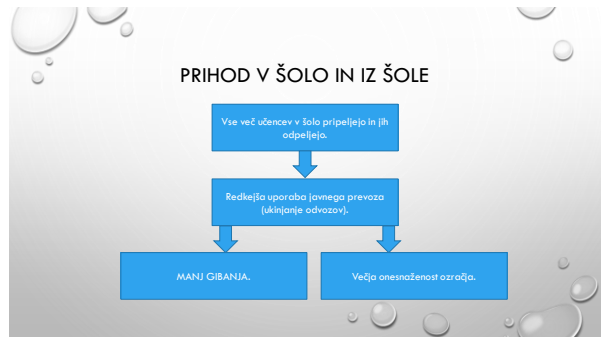 PRIHOD V ŠOLO IN IZ ŠOLE
Vse več učencev v šolo pripeljejo in jih
odpeljejo.
Redkejša uporaba javnega prevoza
(ukinjanje odvozov).
MANJ GIBANJA.
Večja onesnaženost ozračja.